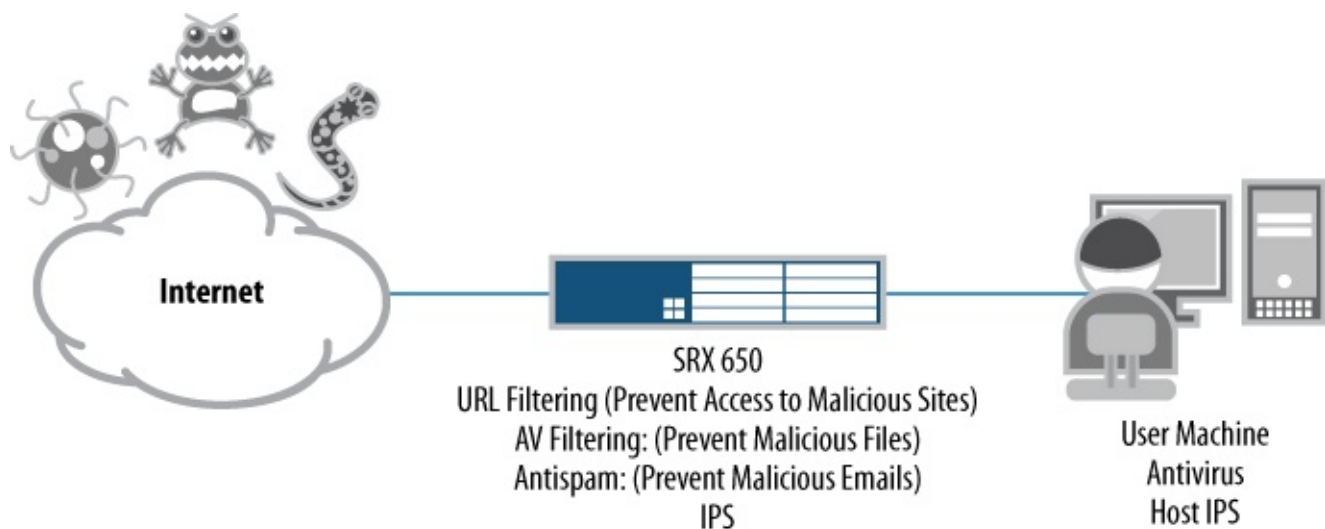 Internet
SRX 650
URL Filtering (Prevent Access to Malicious Sites)
AV Filtering: (Prevent Malicious Files)
Antispam: (Prevent Malicious Emails)
IPS
User Machine
Antivirus
Host IPS